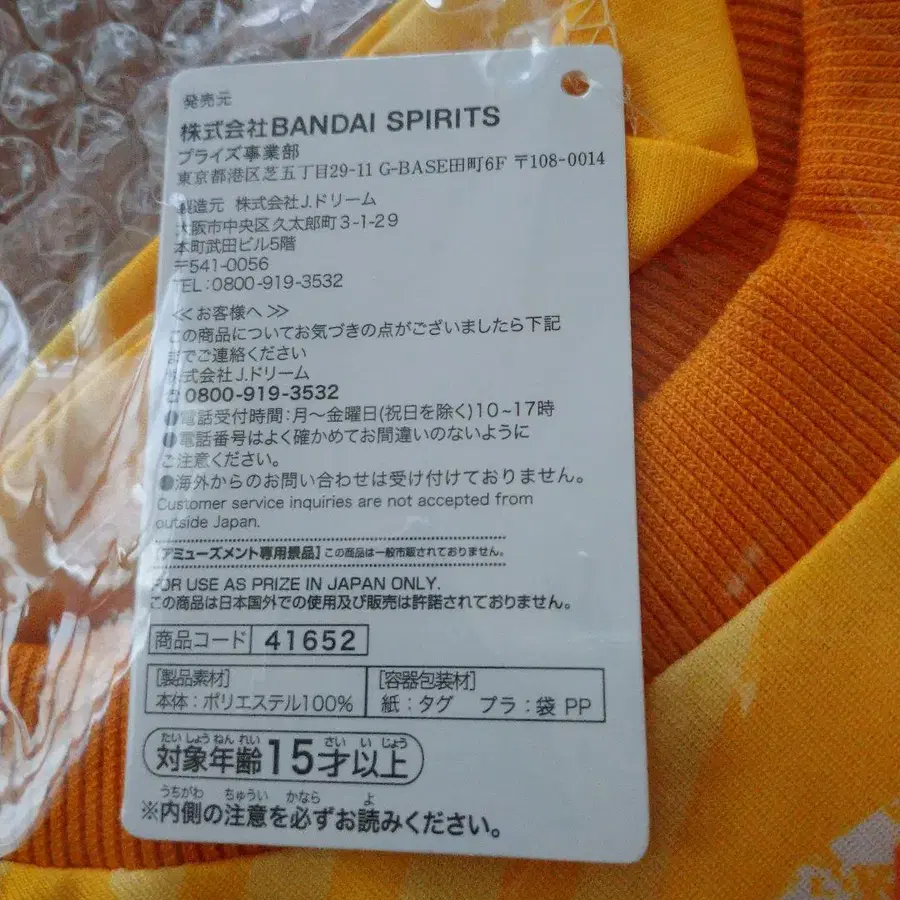 発売元
株式会社BANDAI SPIRITS
プライズ事業部
東京都港区芝五丁目29-11 G-BASE田町6F 〒108-0014
製造元 株式会社J.ドリーム
大阪市中央区久太郎町3-1-29
本町武田ビル5階
〒541-0056
TEL:0800-919-3532
≪お客様へ≫
この商品についてお気づきの点がございましたら下記
までご連絡ください
株式会社J.ドリーム
☎0800-919-3532
●電話受付時間:月〜金曜日(祝日を除く)10~17時
●電話番号はよく確かめてお間違いのないように
ご注意ください。
●海外からのお問い合わせは受け付けておりません。
Customer service inquiries are not accepted from
outside Japan.
【アミューズメント専用景品】この商品は一般市販されておりません。
FOR USE AS PRIZE IN JAPAN ONLY.
この商品は日本国外での使用及び販売は許諾されておりません。
商品コード 41652
[製品素材]
本体:ポリエステル100%
[容器包装材]
紙:タグ プラ:袋 PP
たいしょうねんれい さい いじょう
対象年齢15才以上
うちがわ ちゅうい かなら よ
※内側の注意を必ずお読みください。